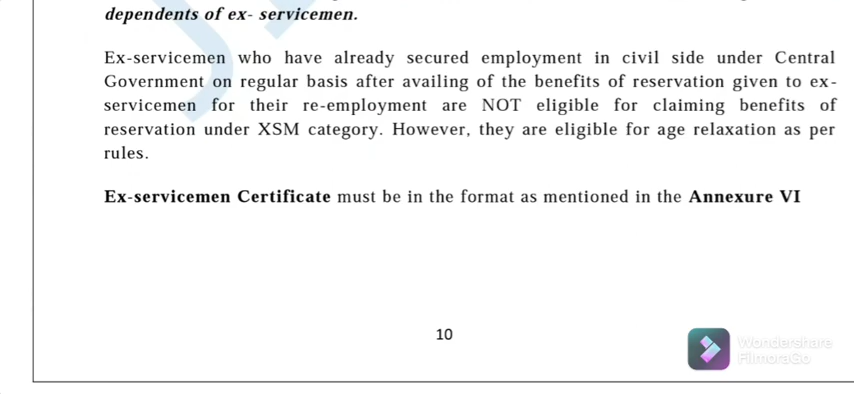 dependents of ex- servicemen.
Ex-servicemen who have already secured employment in civil side under Central
Government on regular basis after availing of the benefits of reservation given to ex-
servicemen for their re-employment are NOT eligible for claiming benefits of
reservation under XSM category. However, they are eligible for age relaxation as per
rules.
Ex-servicemen Certificate must be in the format as mentioned in the Annexure VI
10
Wondershare
FilmoraGo